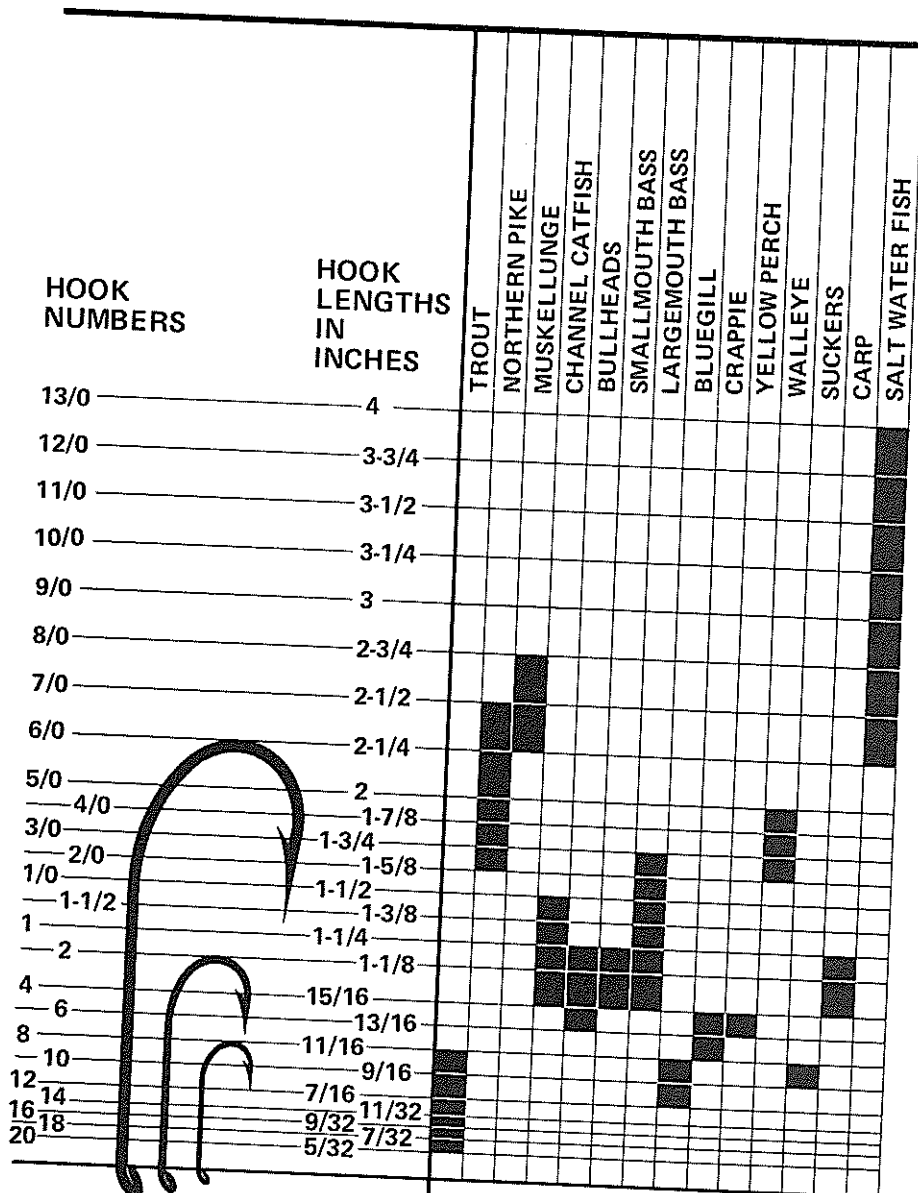 HOOK
NUMBERS
HOOK
LENGTHS
IN
INCHES
TROUT
NORTHERN PIKE
MUSKELLUNGE
CHANNEL CATFISH
BULLHEADS
SMALLMOUTH BASS
LARGEMOUTH BASS
BLUEGILL
CRAPPIE
YELLOW PERCH
WALLEYE
SUCKERS
CARP
SALT WATER FISH
13/0 4
12/0 3-3/4
11/0 3-1/2
10/0 3-1/4
9/0 3
8/0 2-3/4
7/0 2-1/2
6/0 2-1/4
5/0 2
4/0 1-7/8
3/0 1-3/4
2/0 1-5/8
1/0 1-1/2
1-1/2 1-3/8
1 1-1/4
2 1-1/8
4 15/16
6 13/16
8 11/16
10 9/16
12 7/16
14 11/32
16 9/32
18 7/32
20 5/32